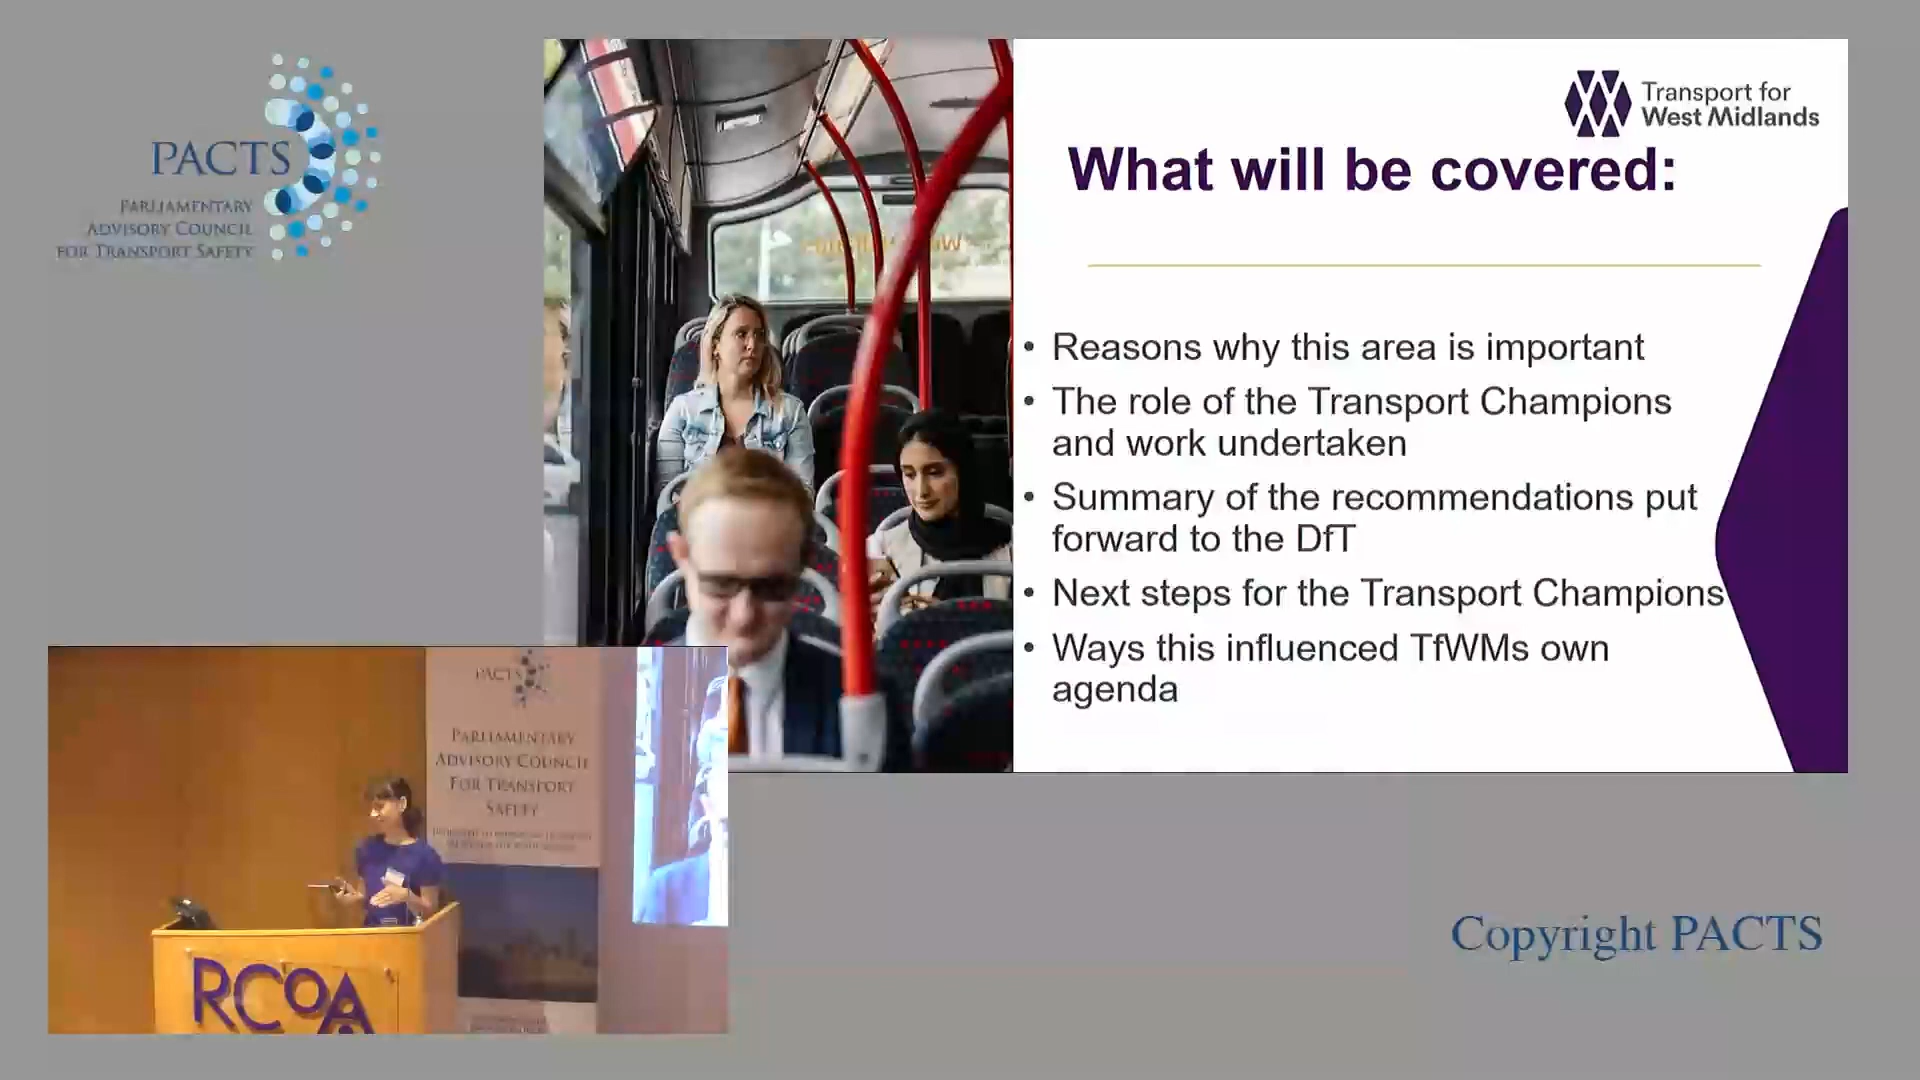 PACTS
PARLIAMENTARY
ADVISORY COUNCIL
FOR TRANSPORT SAFETY
Transport for
West Midlands
What will be covered:
• Reasons why this area is important
• The role of the Transport Champions
and work undertaken
• Summary of the recommendations put
forward to the DfT
• Next steps for the Transport Champions
• Ways this influenced TfWMs own
agenda
PACTS
PARLIAMENTARY
ADVISORY COUNCIL
FOR TRANSPORT
SAFETY
RCOA
Copyright PACTS